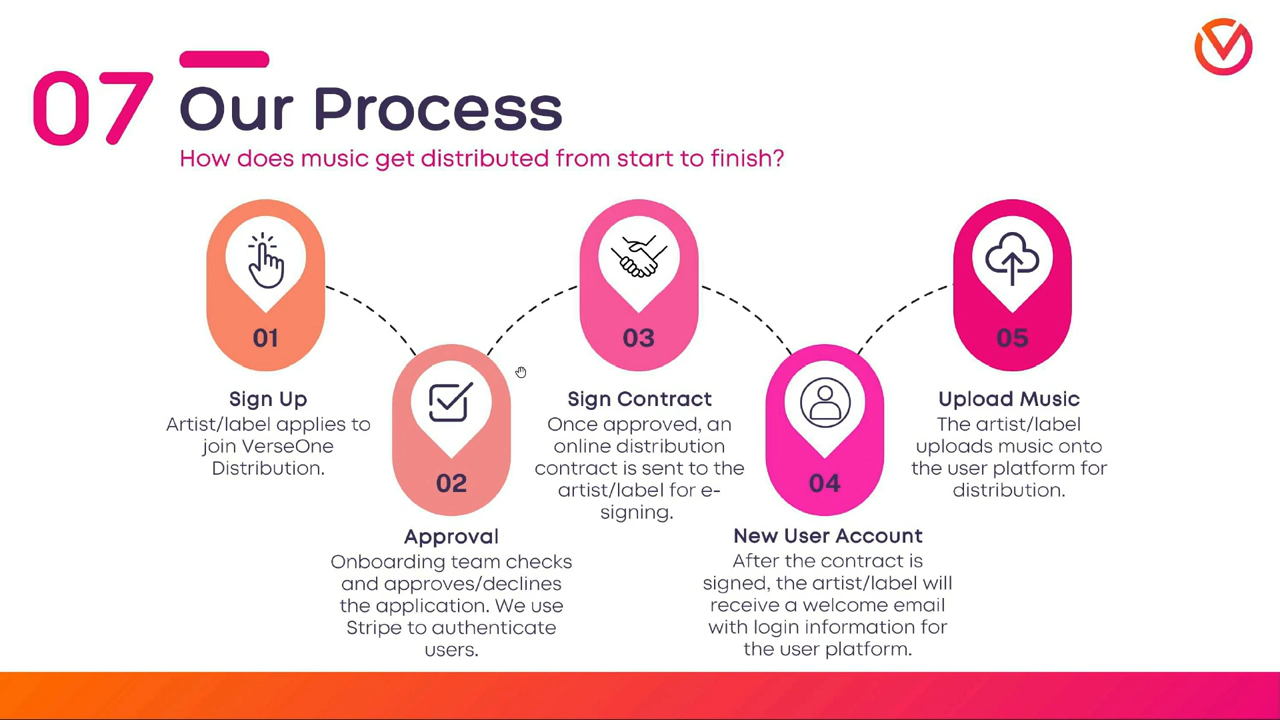 07
Our Process
How does music get distributed from start to finish?
01
Sign Up
Artist/label applies to
join VerseOne
Distribution.
02
Approval
Onboarding team checks
and approves/declines
the application. We use
Stripe to authenticate
users.
03
Sign Contract
Once approved, an
online distribution
contract is sent to the
artist/label for e-
signing.
04
New User Account
After the contract is
signed, the artist/label will
receive a welcome email
with login information for
the user platform.
05
Upload Music
The artist/label
uploads music onto
the user platform for
distribution.